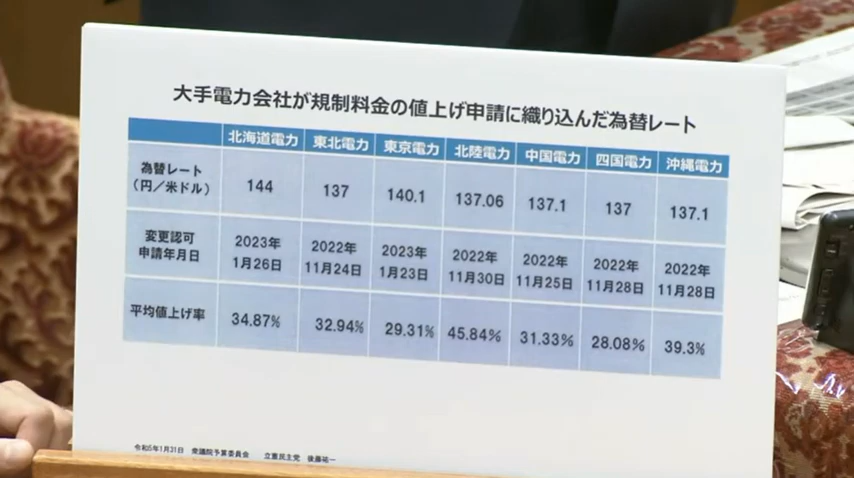 大手電力会社が規制料金の値上げ申請に織り込んだ為替レート
北海道電力 東北電力 東京電力 北陸電力 中国電力 四国電力 沖縄電力
為替レート
（円／米ドル） 144 137 140.1 137.06 137.1 137 137.1
変更認可
申請年月日
2023年 2022年 2023年 2022年 2022年 2022年 2022年
1月26日 11月24日 1月23日 11月30日 11月25日 11月28日 11月28日
平均値上げ率 34.87% 32.94% 29.31% 45.84% 31.33% 28.08% 39.3%
令和5年1月31日 衆議院予算委員会 立憲民主党 後藤祐一